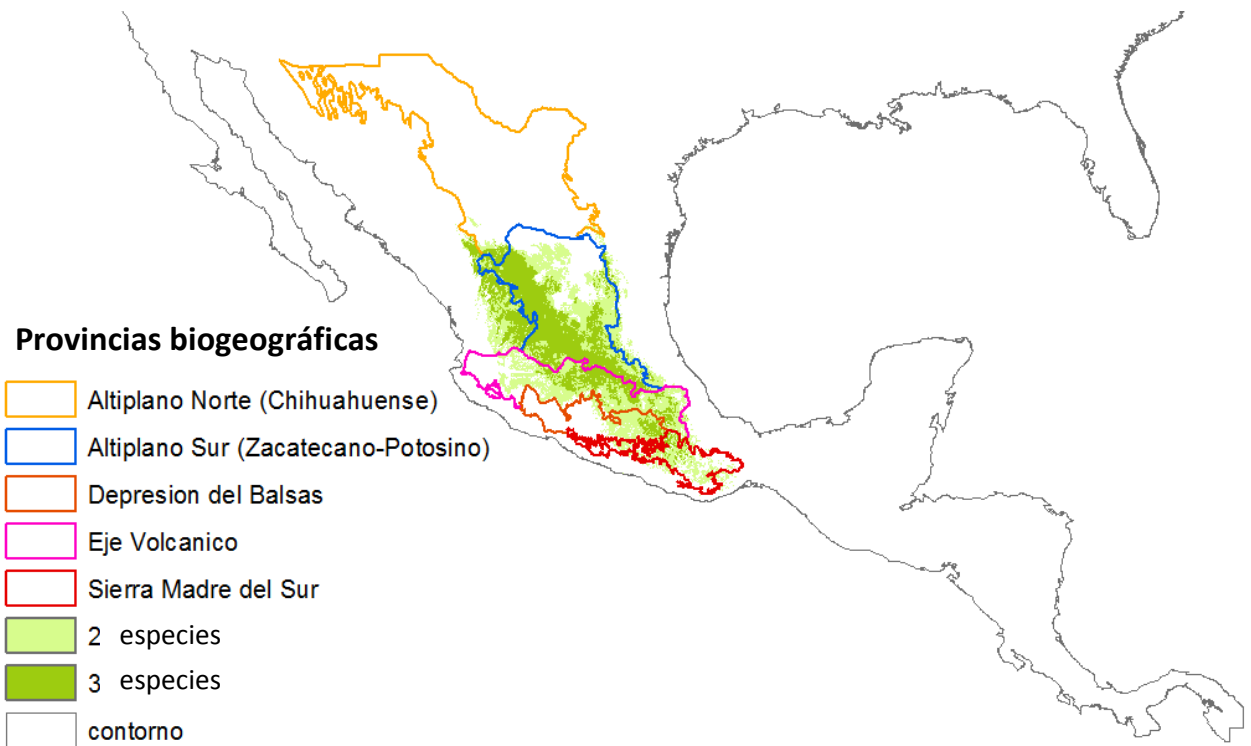 Provincias biogeográficas
Altiplano Norte (Chihuahuense)
Altiplano Sur (Zacatecano-Potosino)
Depresion del Balsas
Eje Volcanico
Sierra Madre del Sur
2 especies
3 especies
contorno